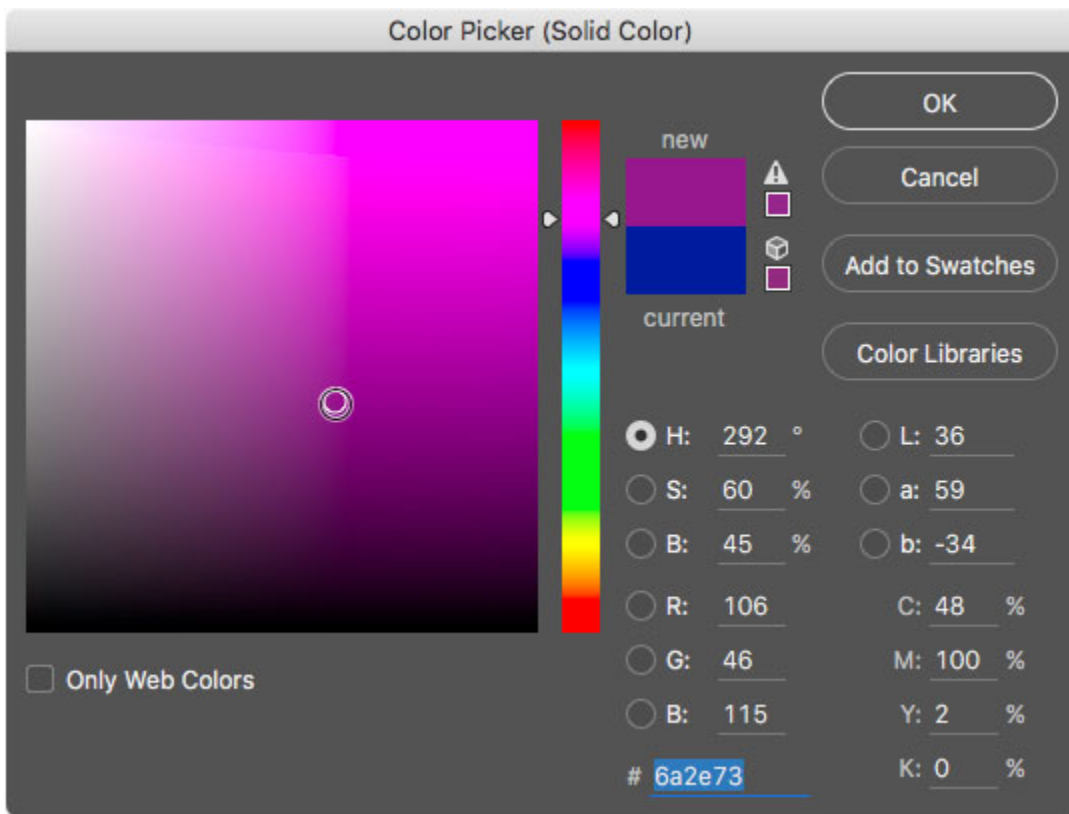 Color Picker (Solid Color)
new
current
OK
Cancel
Add to Swatches
Color Libraries
H: 292 °
S: 60 %
B: 45 %
R: 106
G: 46
B: 115
# 6a2e73
L: 36
a: 59
b: -34
C: 48 %
M: 100 %
Y: 2 %
K: 0 %
Only Web Colors